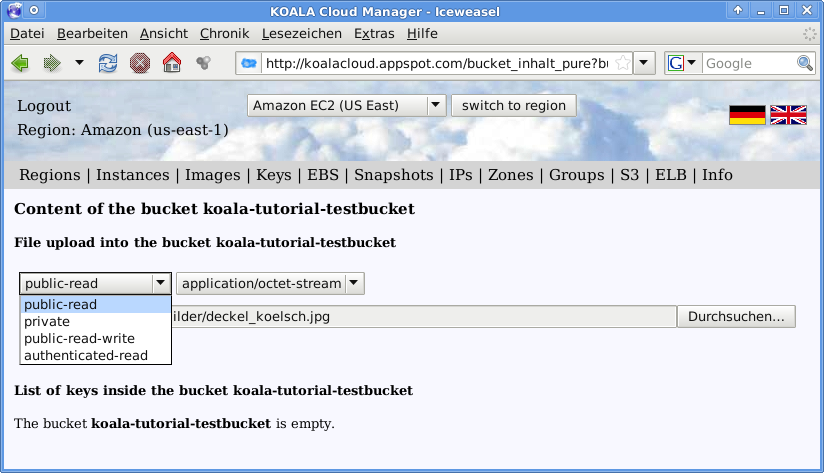 KOALA Cloud Manager - Iceweasel
Datei Bearbeiten Ansicht Chronik Lesezeichen Extras Hilfe
http://koalacloud.appspot.com/bucket_inhalt_pure?bu G Google
Logout Amazon EC2 (US East) switch to region
Region: Amazon (us-east-1)
Regions | Instances | Images | Keys | EBS | Snapshots | IPs | Zones | Groups | S3 | ELB | Info
Content of the bucket koala-tutorial-testbucket
File upload into the bucket koala-tutorial-testbucket
public-read application/octet-stream
public-read
private
public-read-write
authenticated-read
ilder/deckel_koelsch.jpg Durchsuchen...
List of keys inside the bucket koala-tutorial-testbucket
The bucket koala-tutorial-testbucket is empty.